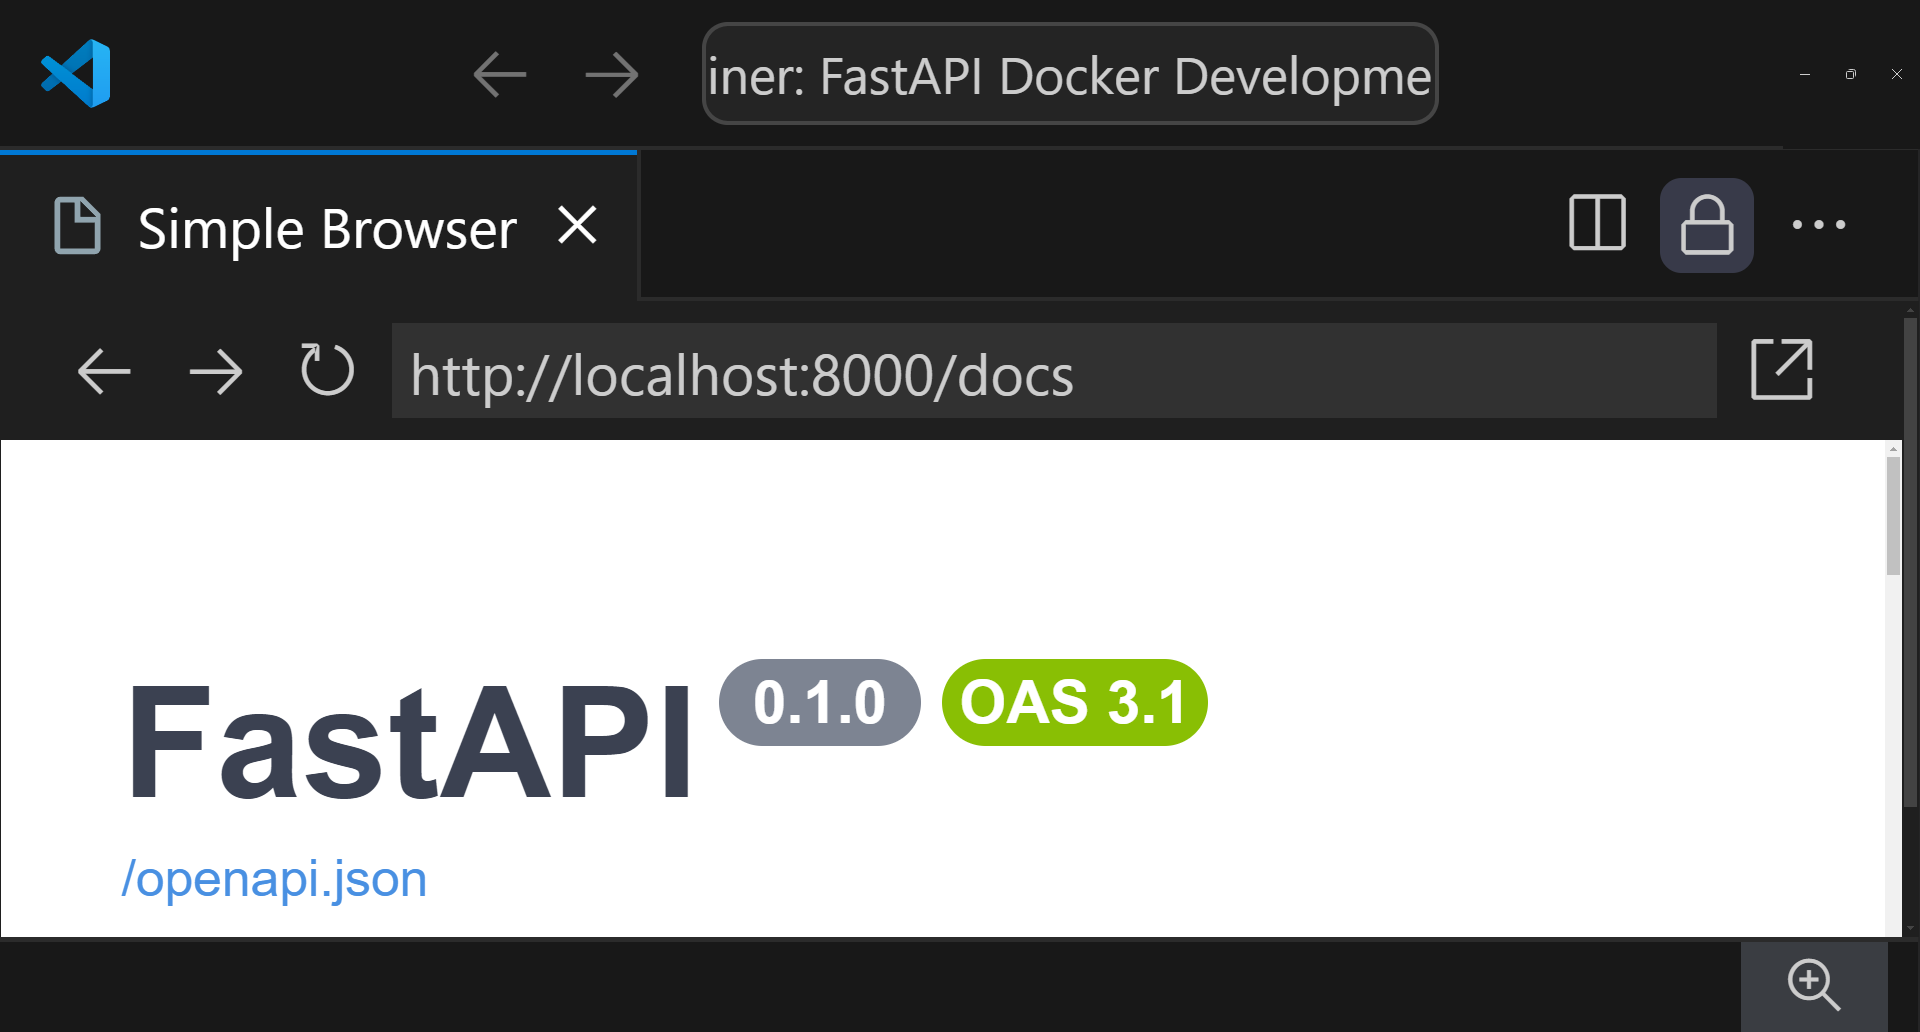 iner: FastAPI Docker Developme
Simple Browser
http://localhost:8000/docs
FastAPI 0.1.0 OAS 3.1
/openapi.json